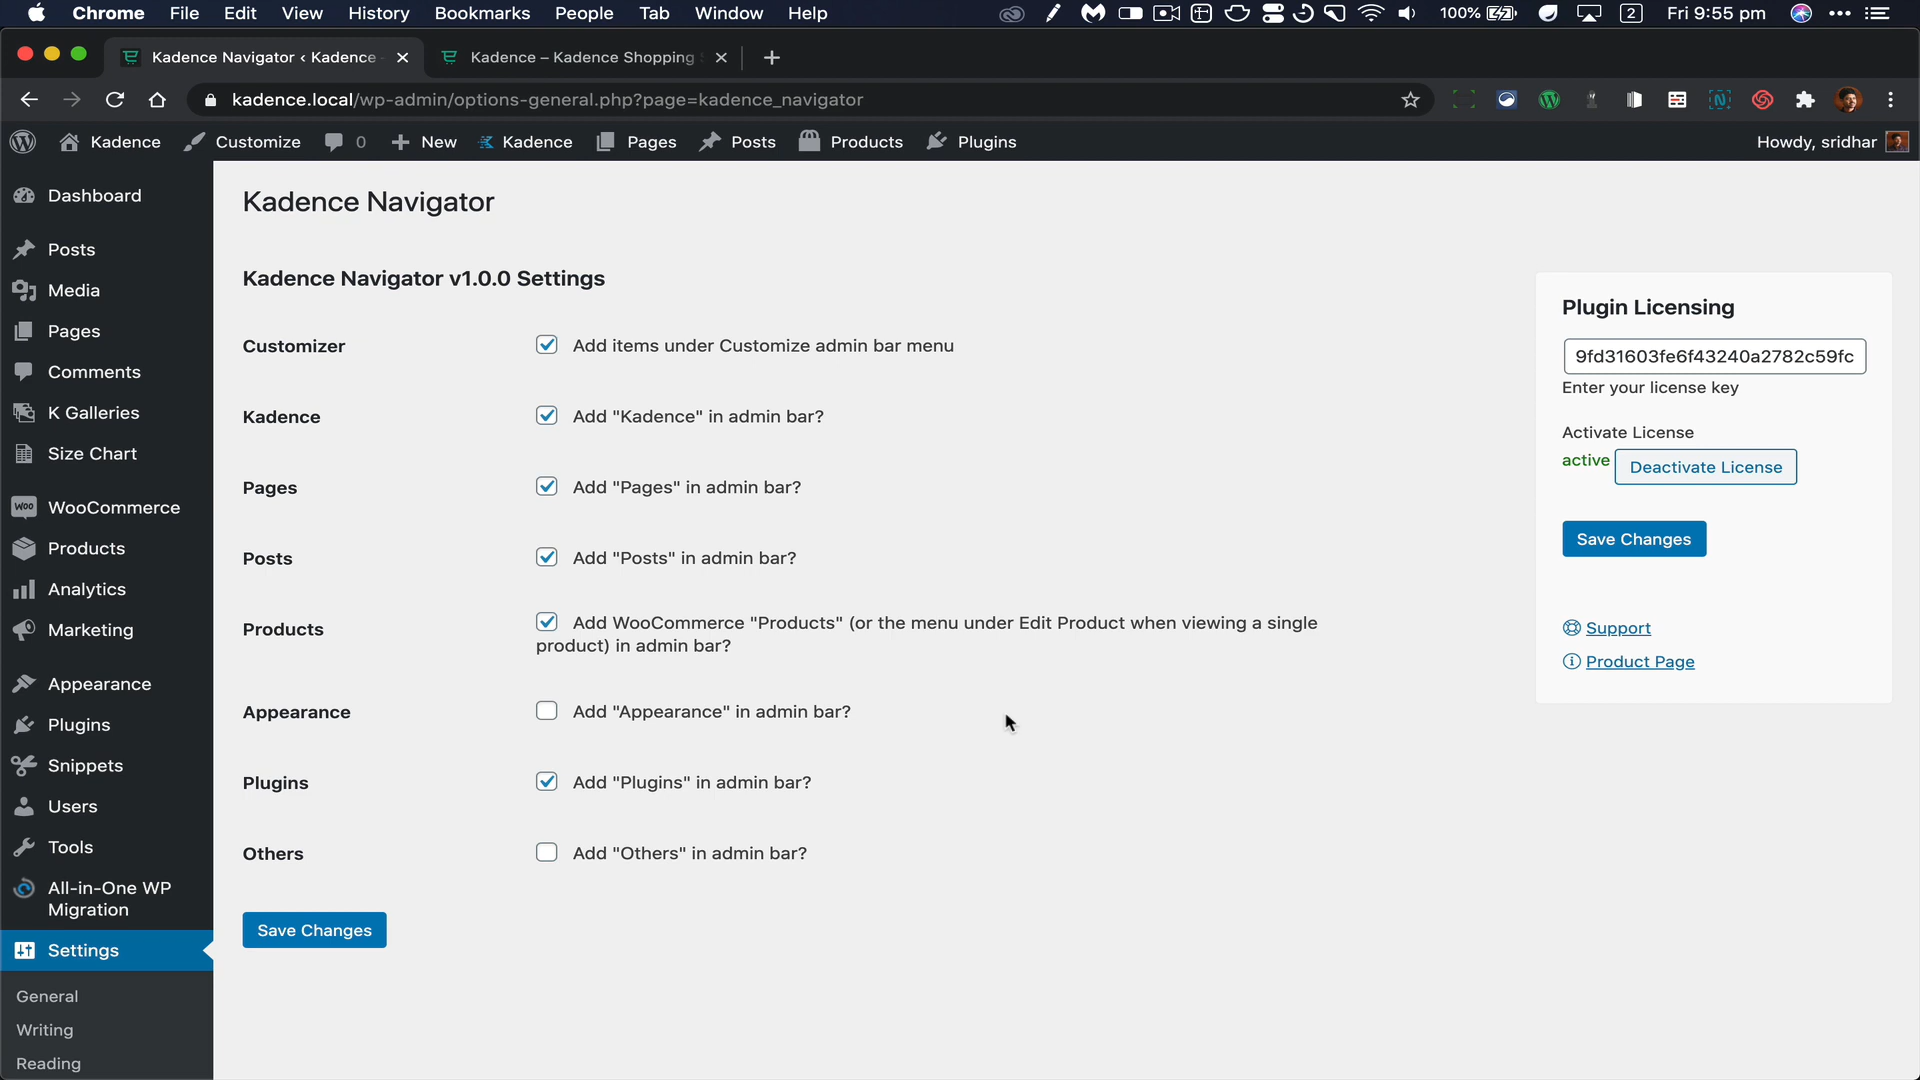 Chrome File Edit View History Bookmarks People Tab Window Help 100% 2 Fri 9:55 pm
Kadence Navigator ‹ Kadence Kadence – Kadence Shopping
kadence.local/wp-admin/options-general.php?page=kadence_navigator
Kadence Customize 0 New Kadence Pages Posts Products Plugins Howdy, sridhar
Dashboard
Posts
Media
Pages
Comments
K Galleries
Size Chart
Woo WooCommerce
Products
Analytics
Marketing
Appearance
Plugins
Snippets
Users
Tools
All-in-One WP
Migration
Settings
General
Writing
Reading
Kadence Navigator
Kadence Navigator v1.0.0 Settings
Customizer Add items under Customize admin bar menu
Kadence Add "Kadence" in admin bar?
Pages Add "Pages" in admin bar?
Posts Add "Posts" in admin bar?
Products Add WooCommerce "Products" (or the menu under Edit Product when viewing a single
product) in admin bar?
Appearance Add "Appearance" in admin bar?
Plugins Add "Plugins" in admin bar?
Others Add "Others" in admin bar?
Save Changes
Plugin Licensing
9fd31603fe6f43240a2782c59fc
Enter your license key
Activate License
active Deactivate License
Save Changes
Support
Product Page